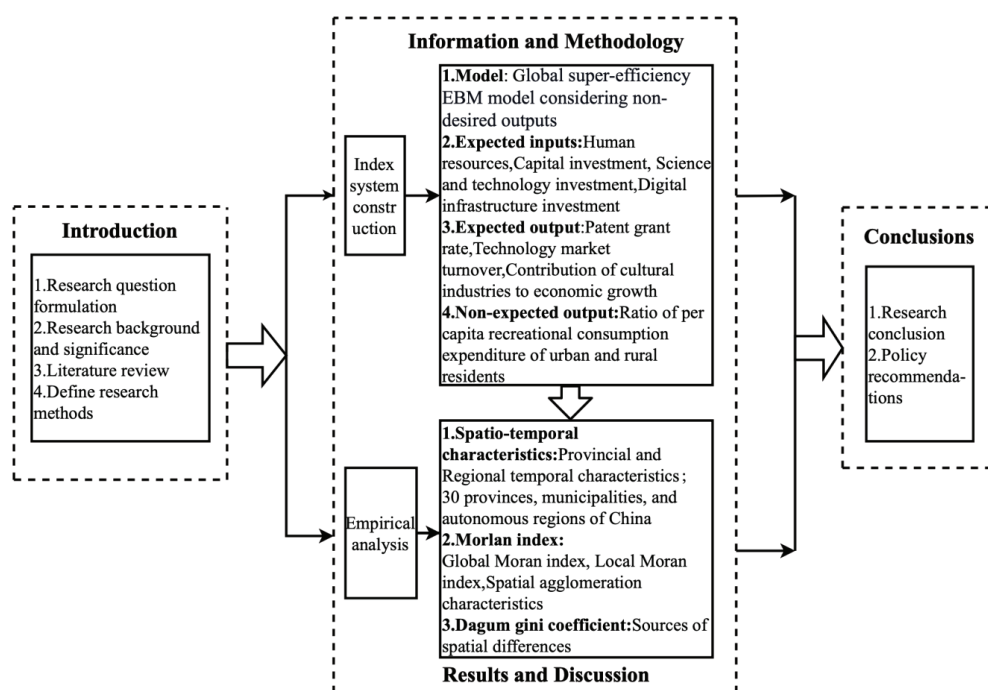 Introduction
1.Research question
formulation
2.Research background
and significance
3.Literature review
4.Define research
methods
Information and Methodology
Index
system
constr
uction
1.Model: Global super-efficiency
EBM model considering non-
desired outputs
2.Expected inputs:Human
resources,Capital investment, Science
and technology investment,Digital
infrastructure investment
3.Expected output:Patent grant
rate,Technology market
turnover,Contribution of cultural
industries to economic growth
4.Non-expected output:Ratio of per
capita recreational consumption
expenditure of urban and rural
residents
Empirical
analysis
1.Spatio-temporal
characteristics:Provincial and
Regional temporal characteristics;
30 provinces, municipalities, and
autonomous regions of China
2.Morlan index:
Global Moran index, Local Moran
index,Spatial agglomeration
characteristics
3.Dagum gini coefficient:Sources of
spatial differences
Results and Discussion
Conclusions
1.Research
conclusion
2.Policy
recommenda-
tions